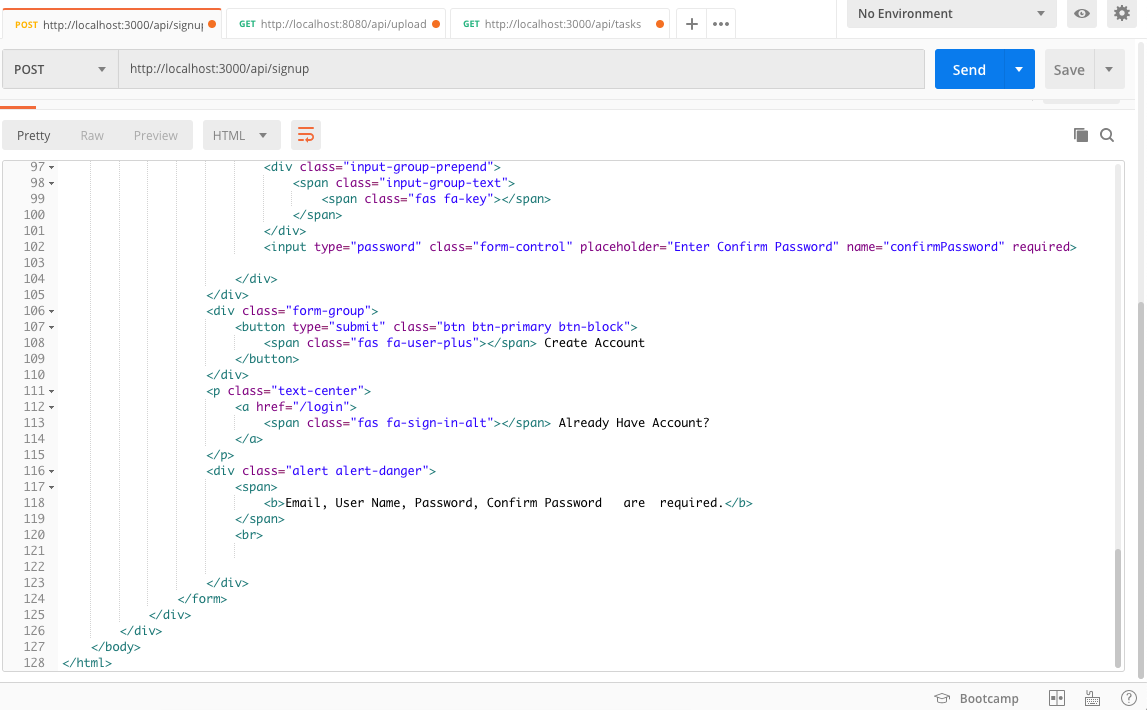 POST http://localhost:3000/api/signup GET http://localhost:8080/api/upload GET http://localhost:3000/api/tasks + ••• No Environment
POST http://localhost:3000/api/signup Send Save
Pretty Raw Preview HTML
97 <div class="input-group-prepend">
98 <span class="input-group-text">
99 <span class="fas fa-key"></span>
100 </span>
101 </div>
102 <input type="password" class="form-control" placeholder="Enter Confirm Password" name="confirmPassword" required>
103
104 </div>
105 </div>
106 <div class="form-group">
107 <button type="submit" class="btn btn-primary btn-block">
108 <span class="fas fa-user-plus"></span> Create Account
109 </button>
110 </div>
111 <p class="text-center">
112 <a href="/login">
113 <span class="fas fa-sign-in-alt"></span> Already Have Account?
114 </a>
115 </p>
116 <div class="alert alert-danger">
117 <span>
118 <b>Email, User Name, Password, Confirm Password   are  required.</b>
119 </span>
120 <br>
121
122
123 </div>
124 </form>
125 </div>
126 </div>
127 </body>
128 </html>
Bootcamp